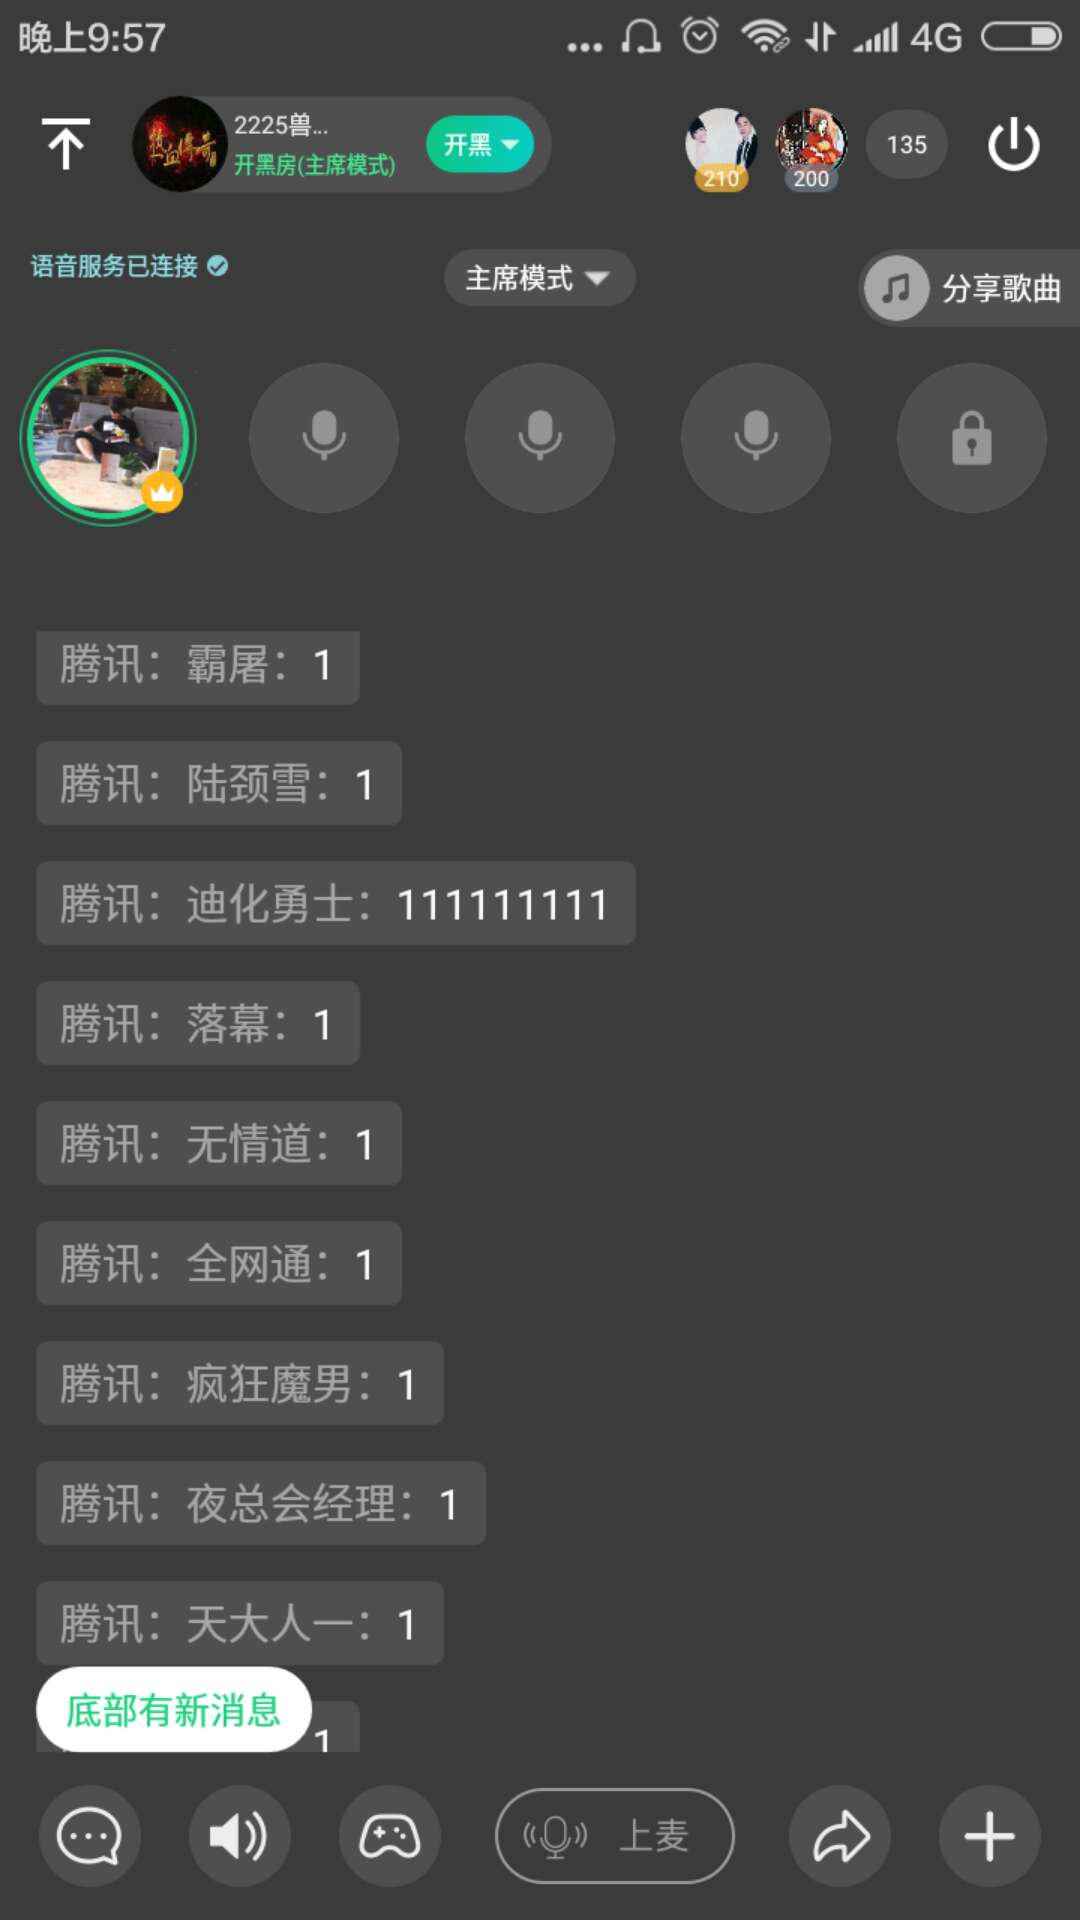 晚上9:57
4G
热血传奇
2225兽...
开黑房(主席模式)
开黑
210
200
135
语音服务已连接
主席模式
分享歌曲
腾讯：霸屠：1
腾讯：陆颈雪：1
腾讯：迪化勇士：111111111
腾讯：落幕：1
腾讯：无情道：1
腾讯：全网通：1
腾讯：疯狂魔男：1
腾讯：夜总会经理：1
腾讯：天大人一：1
底部有新消息
1
上麦